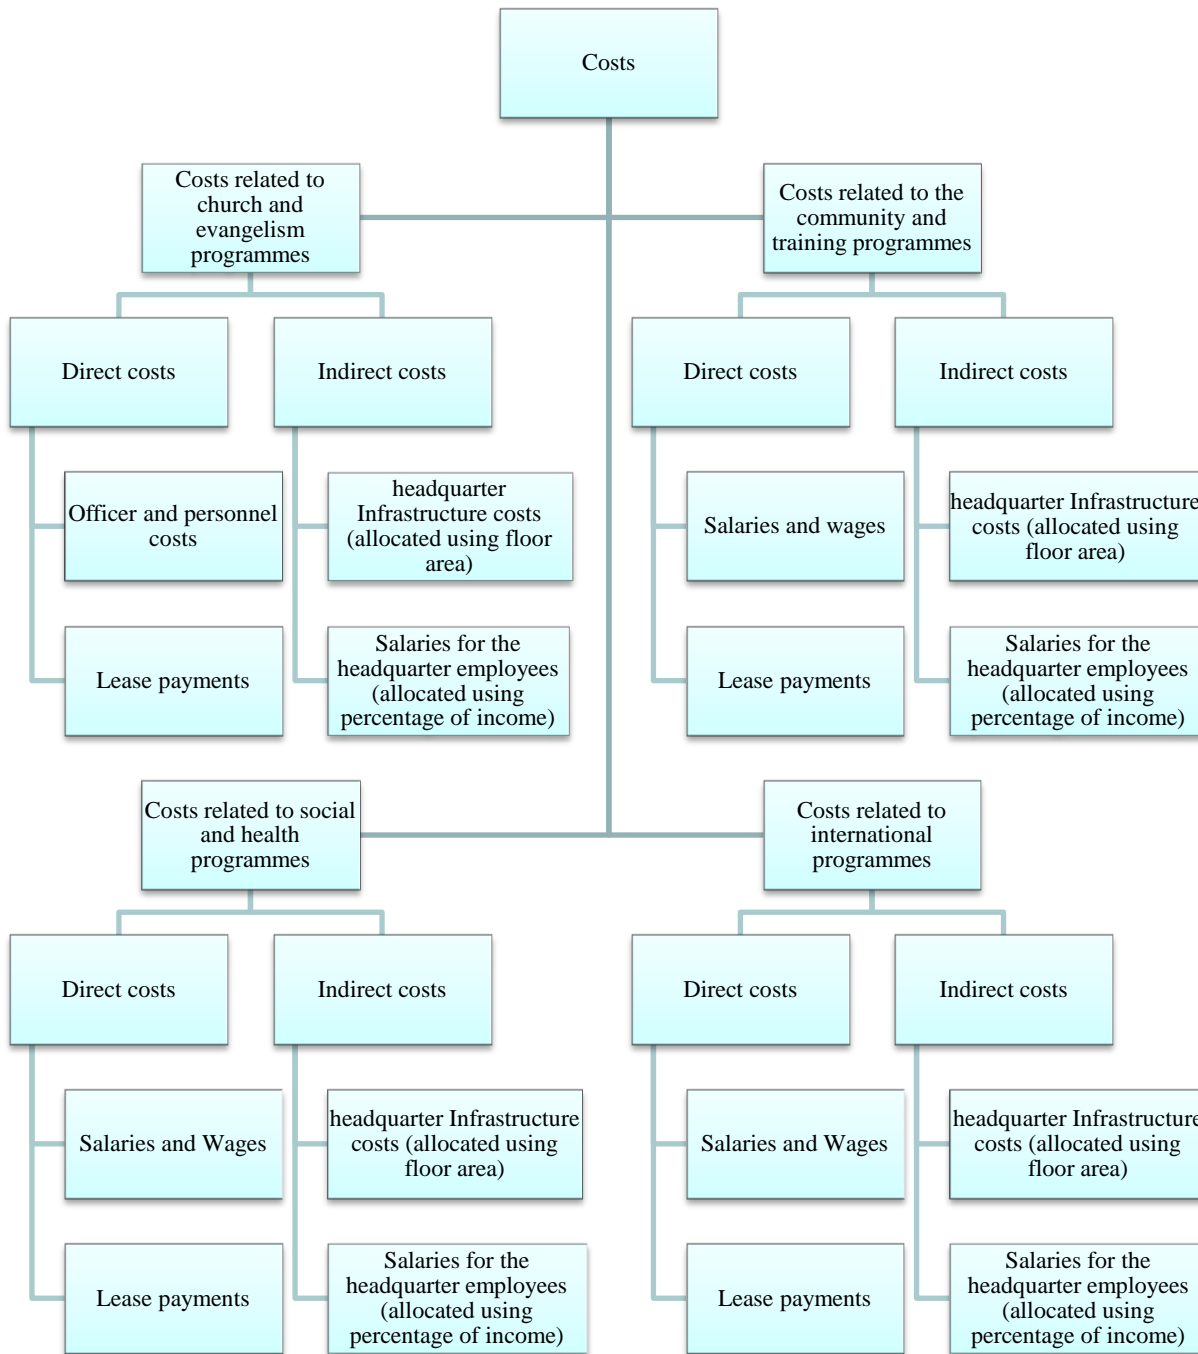 Costs
Costs related to
church and
evangelism
programmes
Costs related to the
community and
training programmes
Direct costs
Indirect costs
Direct costs
Indirect costs
Officer and personnel
costs
headquarter
Infrastructure costs
(allocated using floor
area)
Salaries and wages
headquarter Infrastructure
costs (allocated using
floor area)
Lease payments
Salaries for the
headquarter employees
(allocated using
percentage of income)
Lease payments
Salaries for the
headquarter employees
(allocated using
percentage of income)
Costs related to social
and health
programmes
Costs related to
international
programmes
Direct costs
Indirect costs
Direct costs
Indirect costs
Salaries and Wages
headquarter Infrastructure
costs (allocated using
floor area)
Salaries and Wages
headquarter Infrastructure
costs (allocated using
floor area)
Lease payments
Salaries for the
headquarter employees
(allocated using
percentage of income)
Lease payments
Salaries for the
headquarter employees
(allocated using
percentage of income)